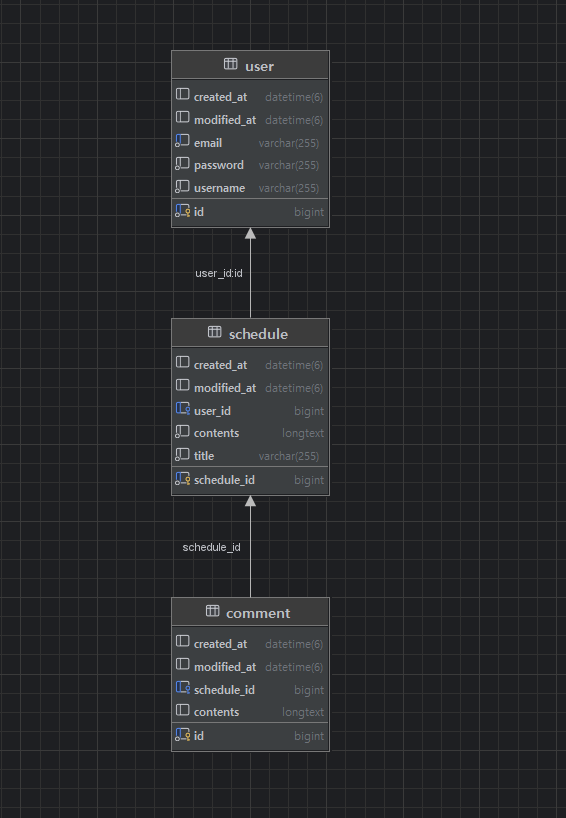 user
created_at datetime(6)
modified_at datetime(6)
email varchar(255)
password varchar(255)
username varchar(255)
id bigint
user_id:id
schedule
created_at datetime(6)
modified_at datetime(6)
user_id bigint
contents longtext
title varchar(255)
schedule_id bigint
schedule_id
comment
created_at datetime(6)
modified_at datetime(6)
schedule_id bigint
contents longtext
id bigint